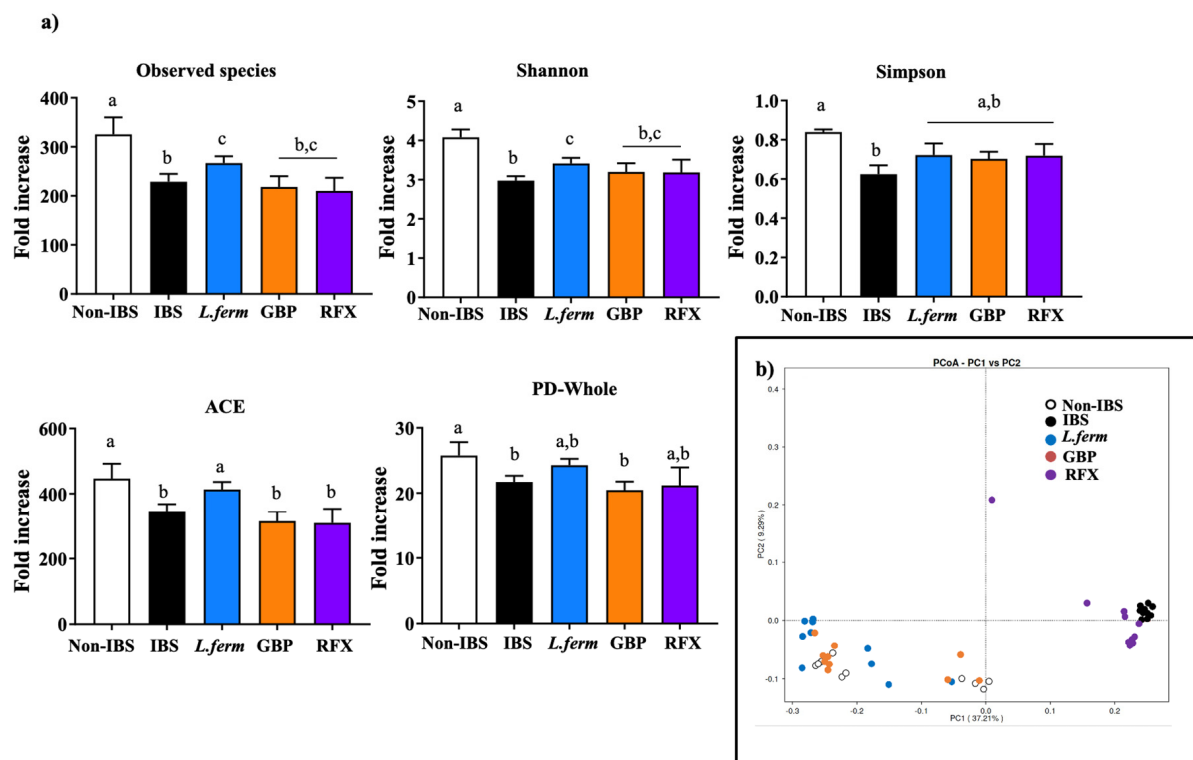 a)
Observed species
Fold increase
400
300
200
100
0
a
b
c
b,c
Non-IBS IBS L.ferm GBP RFX
Shannon
Fold increase
5
4
3
2
1
0
a
b
c
b,c
Non-IBS IBS L.ferm GBP RFX
Simpson
Fold increase
1.0
0.8
0.6
0.4
0.2
0.0
a
b
a,b
Non-IBS IBS L.ferm GBP RFX
ACE
Fold increase
600
400
200
0
a
b
a
b
b
Non-IBS IBS L.ferm GBP RFX
PD-Whole
Fold increase
30
20
10
0
a
b
a,b
b
a,b
Non-IBS IBS L.ferm GBP RFX
b)
PCoA - PC1 vs PC2
Non-IBS
IBS
L.ferm
GBP
RFX
PC2 ( 9.29%)
0.4
0.3
0.2
0.1
0.0
-0.1
-0.3 -0.2 -0.1 0.0 0.1 0.2
PC1 ( 37.21%)